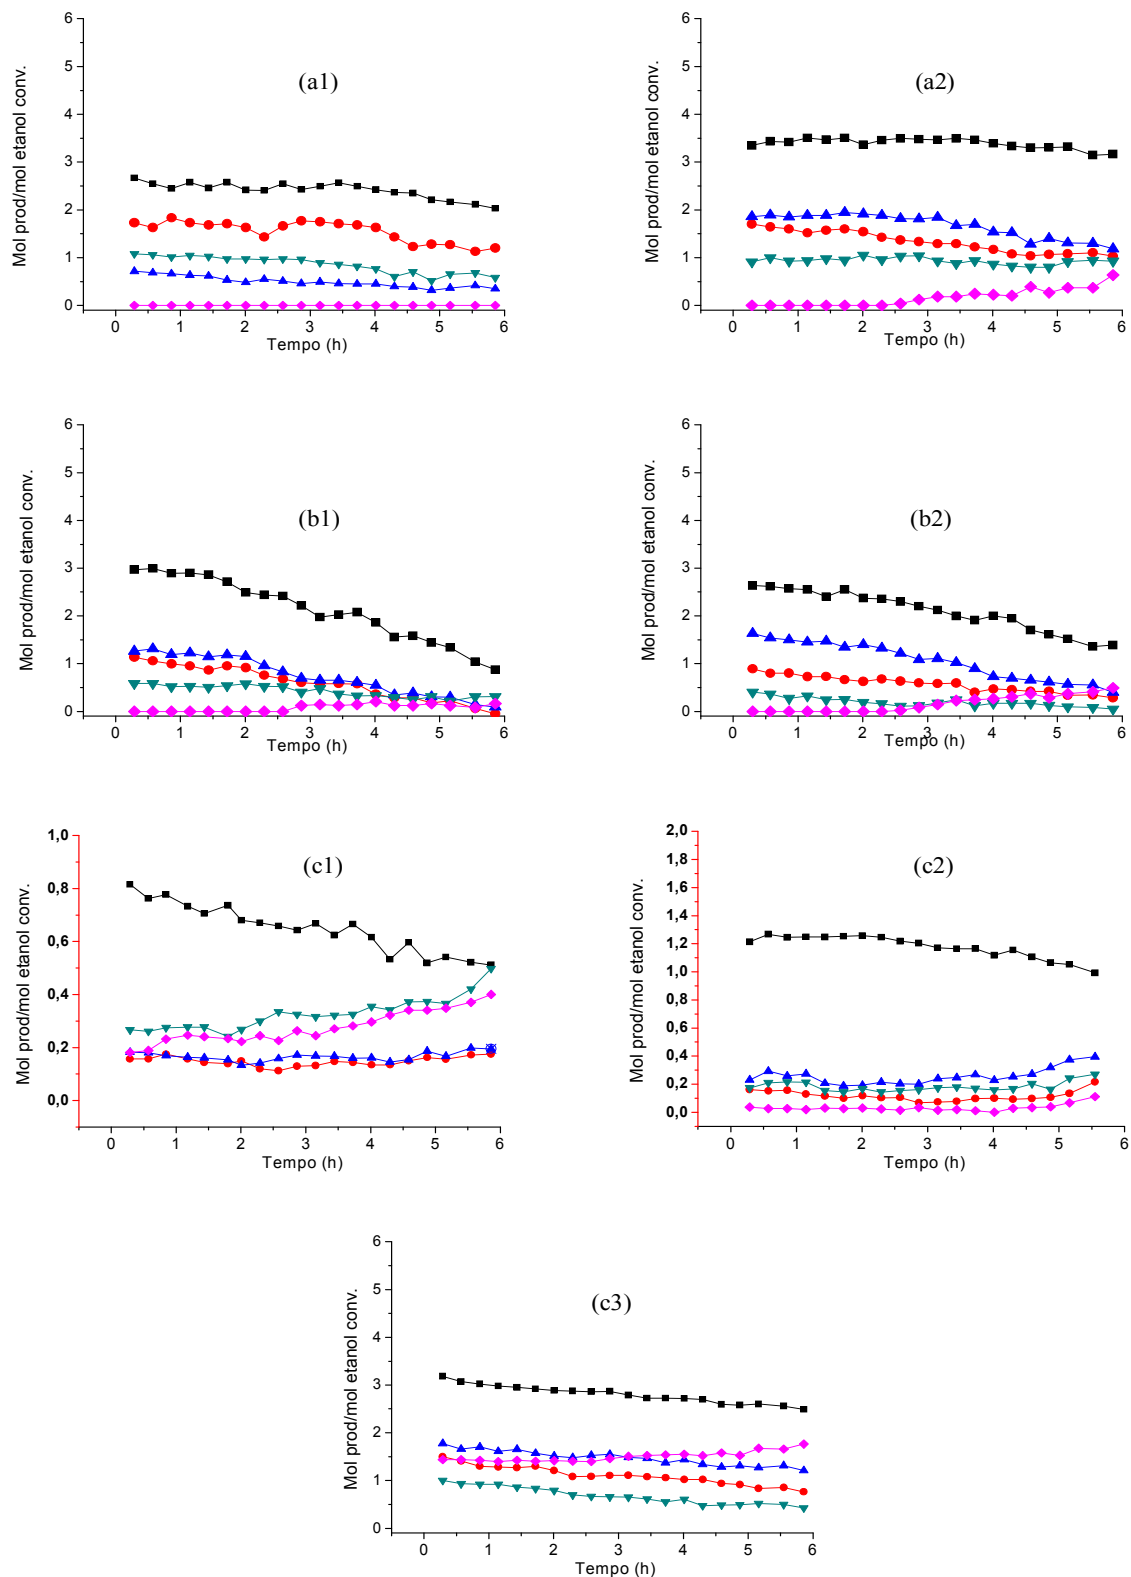 6
5
4
3
2
1
0
Mol prod/mol etanol conv.
(a1)
0 1 2 3 4 5 6
Tempo (h)
6
5
4
3
2
1
0
Mol prod/mol etanol conv.
(a2)
0 1 2 3 4 5 6
Tempo (h)
6
5
4
3
2
1
0
Mol prod/mol etanol conv.
(b1)
0 1 2 3 4 5 6
Tempo (h)
6
5
4
3
2
1
0
Mol prod/mol etanol conv.
(b2)
0 1 2 3 4 5 6
Tempo (h)
1,0
0,8
0,6
0,4
0,2
0,0
Mol prod/mol etanol conv.
(c1)
0 1 2 3 4 5 6
Tempo (h)
2,0
1,8
1,6
1,4
1,2
1,0
0,8
0,6
0,4
0,2
0,0
Mol prod/mol etanol conv.
(c2)
0 1 2 3 4 5 6
Tempo (h)
6
5
4
3
2
1
0
Mol prod/mol etanol conv.
(c3)
0 1 2 3 4 5 6
Tempo (h)